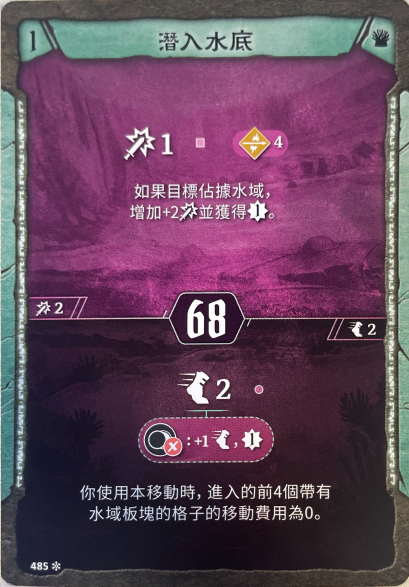 1
潛入水底
1
4
如果目標佔據水域,
增加+2並獲得。
2
68
2
2
:+1,
你使用本移動時,進入的前4個帶有
水域板塊的格子的移動費用為0。
485